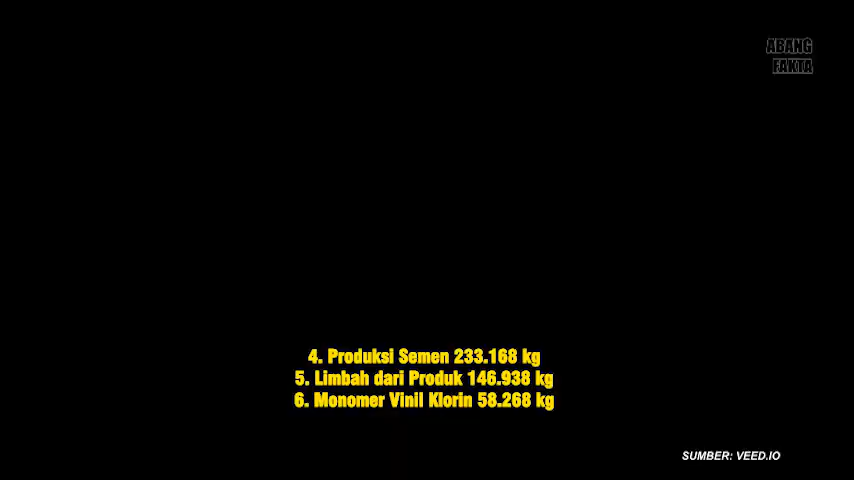 ABANG
FAKTA
4. Produksi Semen 233.168 kg
5. Limbah dari Produk 146.938 kg
6. Monomer Vinil Klorin 58.268 kg
SUMBER: VEED.IO